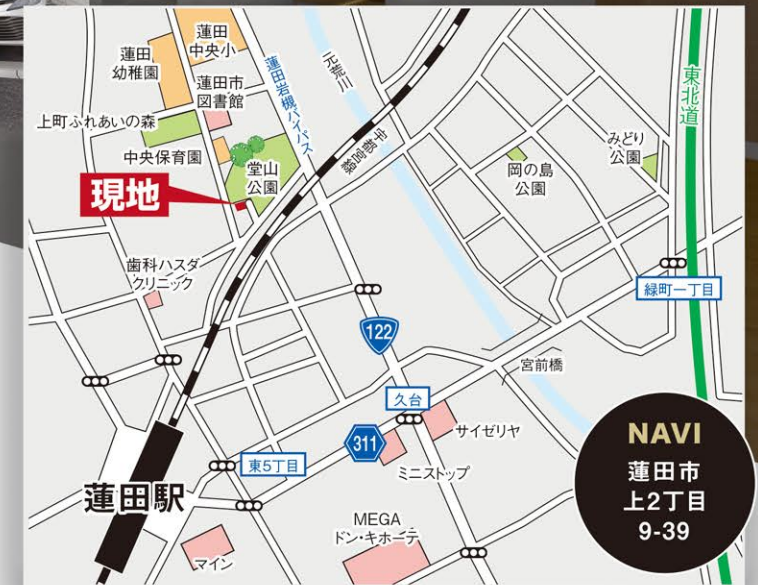 蓮田
中央小
蓮田
幼稚園
蓮田市
図書館
蓮田岩槻バイパス
元荒川
東北道
上町ふれあいの森
中央保育園
堂山
公園
宇都宮線
岡の島
公園
みどり
公園
現地
歯科ハスダ
クリニック
緑町一丁目
122
宮前橋
久台
サイゼリヤ
311
ミニストップ
東5丁目
蓮田駅
MEGA
ドン・キホーテ
マイン
NAVI
蓮田市
上2丁目
9-39